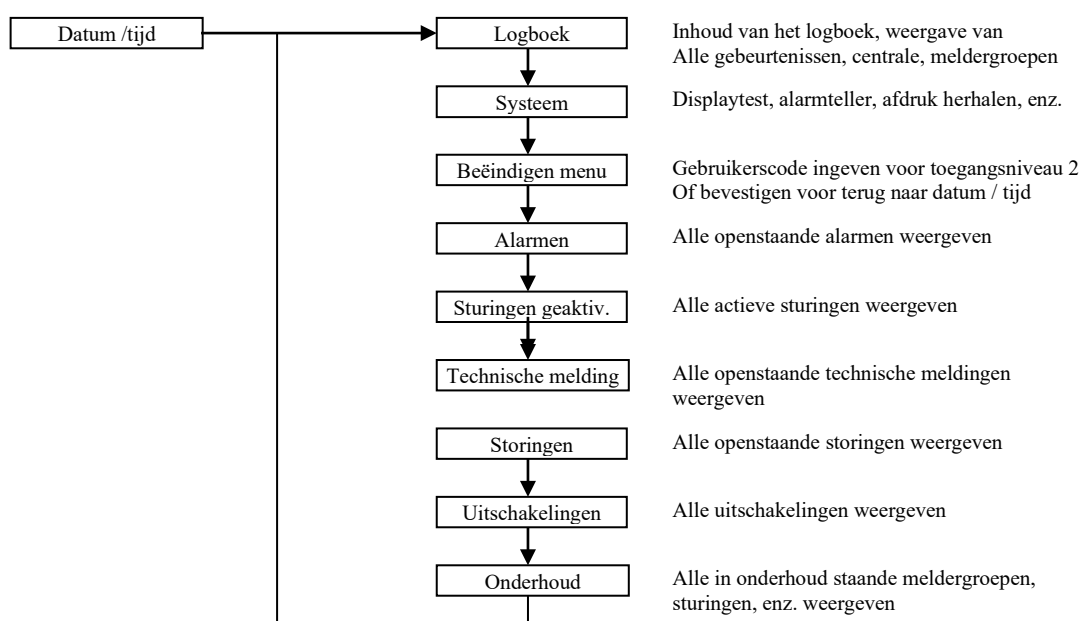 Datum /tijd
Logboek
Inhoud van het logboek, weergave van
Alle gebeurtenissen, centrale, meldergroepen
Systeem
Displaytest, alarmteller, afdruk herhalen, enz.
Beëindigen menu
Gebruikerscode ingeven voor toegangsniveau 2
Of bevestigen voor terug naar datum / tijd
Alarmen
Alle openstaande alarmen weergeven
Sturingen geaktiv.
Alle actieve sturingen weergeven
Technische melding
Alle openstaande technische meldingen
weergeven
Storingen
Alle openstaande storingen weergeven
Uitschakelingen
Alle uitschakelingen weergeven
Onderhoud
Alle in onderhoud staande meldergroepen,
sturingen, enz. weergeven